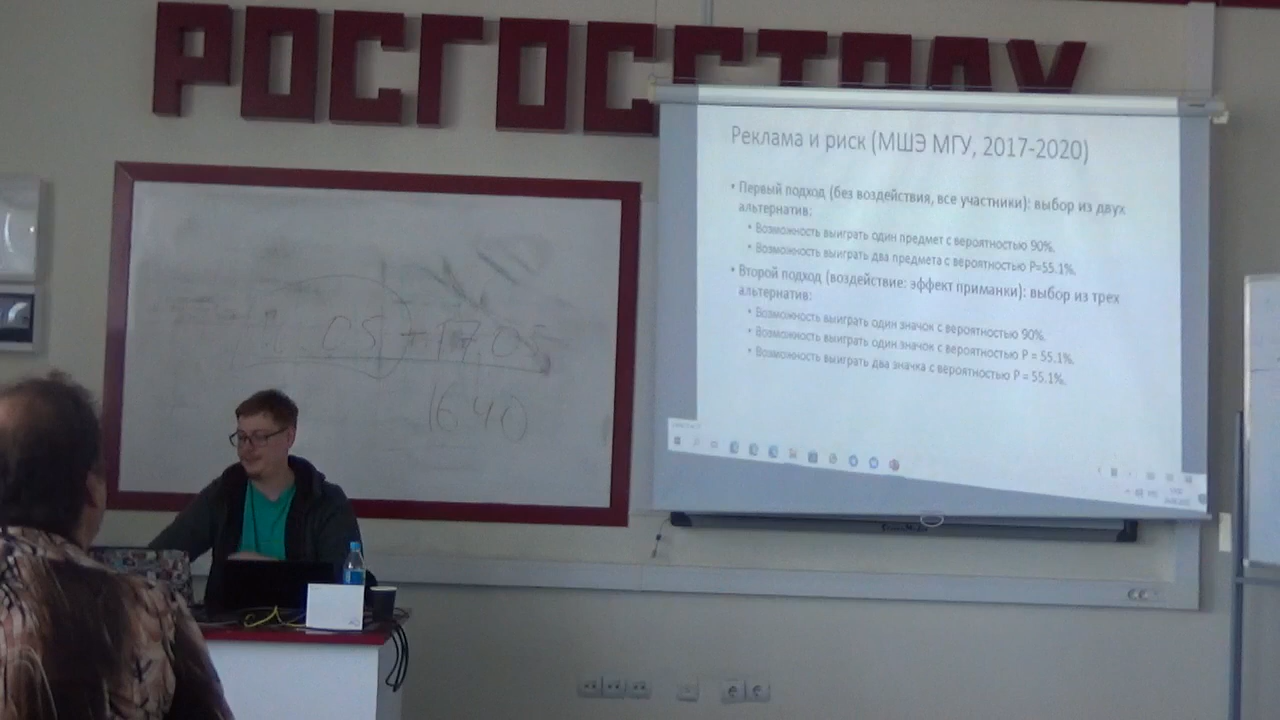 РОСГОССТРАХ
Реклама и риск (МШЭ МГУ, 2017-2020)
• Первый подход (без воздействия, все участники): выбор из двух
альтернатив:
• Возможность выиграть один предмет с вероятностью 90%.
• Возможность выиграть два предмета с вероятностью P=55.1%.
• Второй подход (воздействие: эффект приманки): выбор из трех
альтернатив:
• Возможность выиграть один значок с вероятностью 90%.
• Возможность выиграть один значок с вероятностью P = 55.1%.
• Возможность выиграть два значка с вероятностью P = 55.1%.
05
17.05
16.40